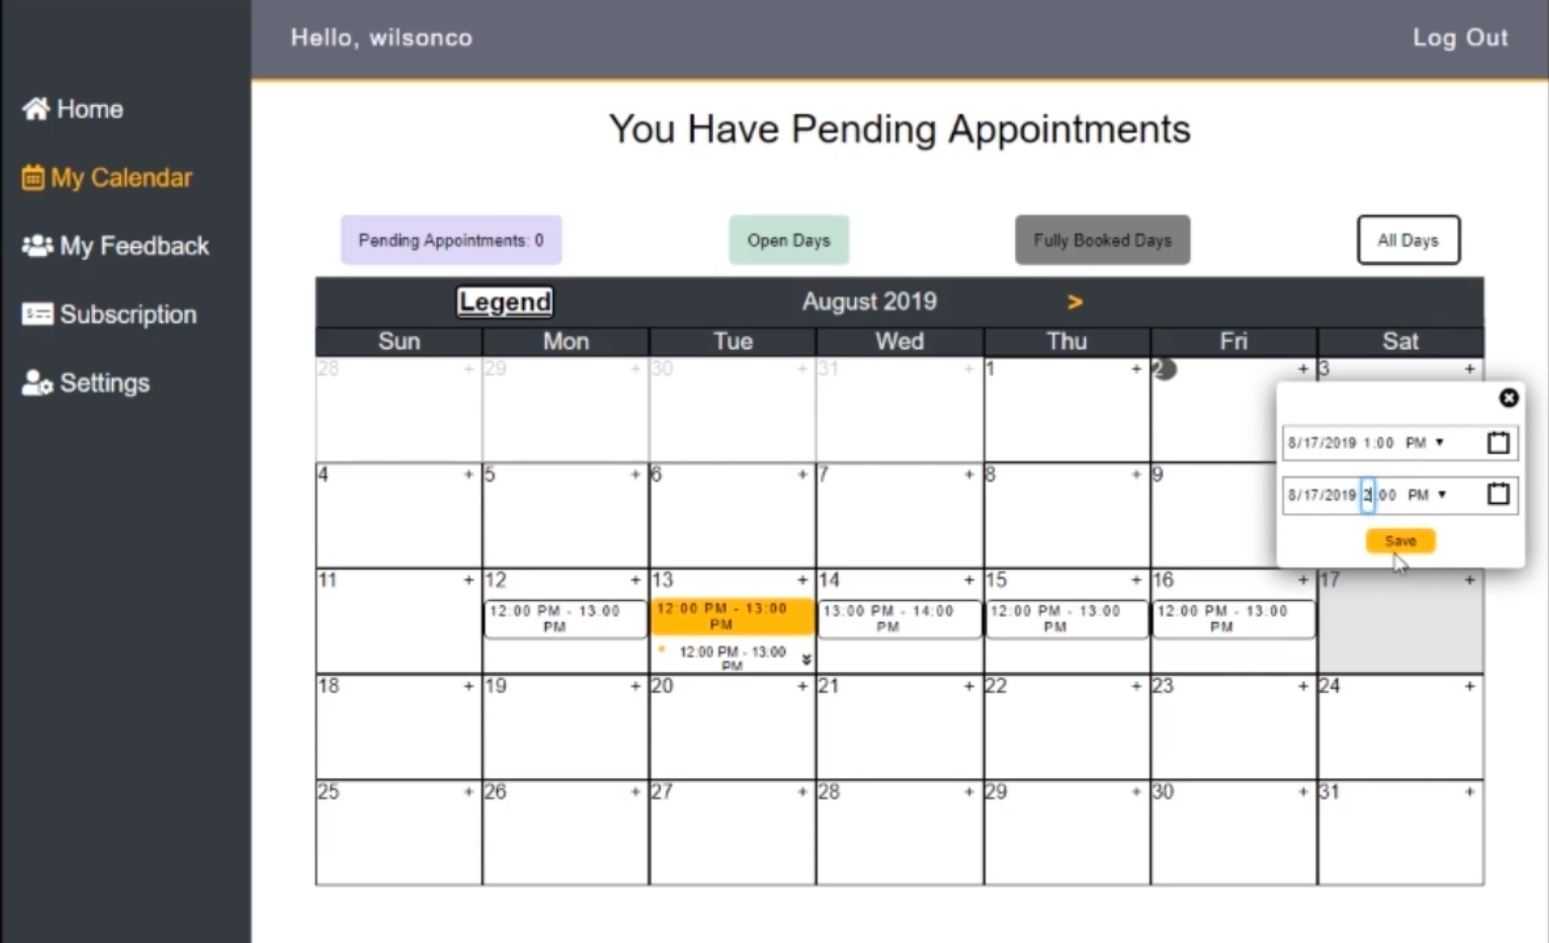 Hello, wilsonco
Log Out
Home
My Calendar
My Feedback
Subscription
Settings
You Have Pending Appointments
Pending Appointments: 0
Open Days
Fully Booked Days
All Days
Legend
August 2019
>
Sun Mon Tue Wed Thu Fri Sat
28 + 29 + 30 + 31 + 1 + 2 + 3 +
8/17/2019 1:00 PM
8/17/2019 2:00 PM
Save
4 + 5 + 6 + 7 + 8 + 9
11 + 12 + 13 + 14 + 15 + 16 + 17 +
12:00 PM - 13:00
PM
12:00 PM - 13:00
PM
12:00 PM - 13:00
PM
13:00 PM - 14:00
PM
12:00 PM - 13:00
PM
12:00 PM - 13:00
PM
18 + 19 + 20 + 21 + 22 + 23 + 24 +
25 + 26 + 27 + 28 + 29 + 30 + 31 +